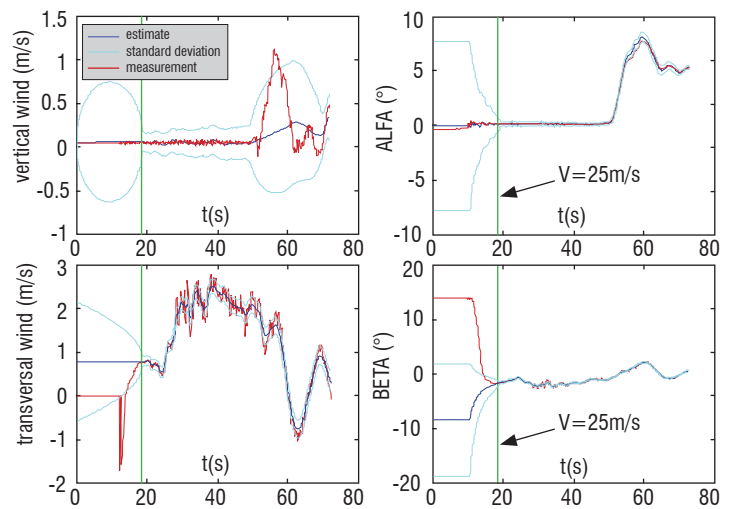 vertical wind (m/s)
1.5
1
0.5
0
-0.5
-1
estimate
standard deviation
measurement
t(s)
0 20 40 60 80
ALFA (°)
10
5
0
-5
-10
V=25m/s
t(s)
0 20 40 60 80
transversal wind (m/s)
3
2
1
0
-1
-2
t(s)
0 20 40 60 80
BETA (°)
20
10
0
-10
-20
V=25m/s
t(s)
0 20 40 60 80